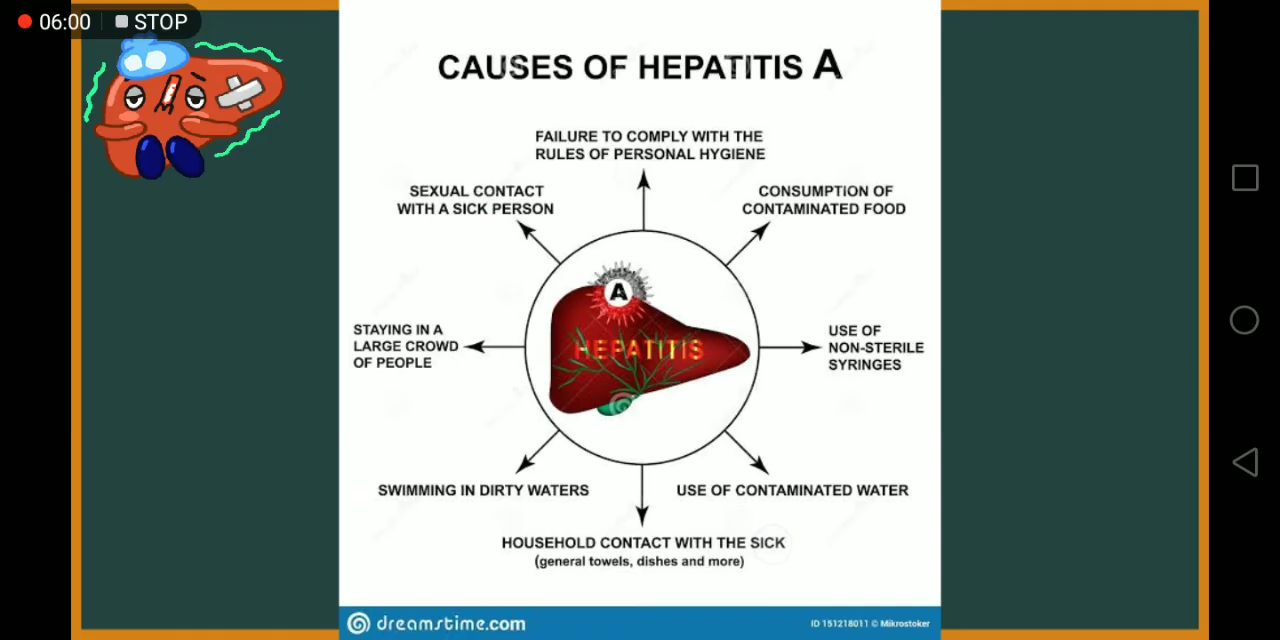 06:00 STOP
CAUSES OF HEPATITIS A
FAILURE TO COMPLY WITH THE
RULES OF PERSONAL HYGIENE
SEXUAL CONTACT
WITH A SICK PERSON
CONSUMPTION OF
CONTAMINATED FOOD
A
HEPATITIS
STAYING IN A
LARGE CROWD
OF PEOPLE
USE OF
NON-STERILE
SYRINGES
SWIMMING IN DIRTY WATERS
USE OF CONTAMINATED WATER
HOUSEHOLD CONTACT WITH THE SICK
(general towels, dishes and more)
dreamstime.com
ID 151218011 © Mikrostoker